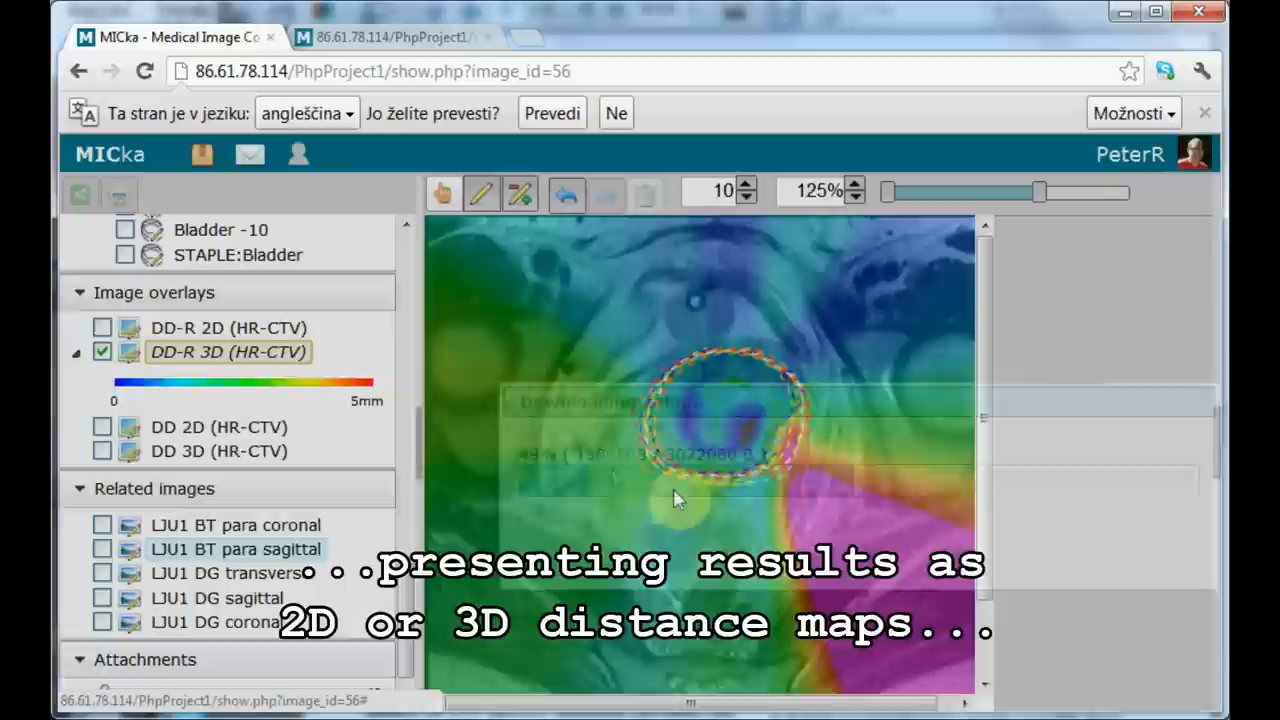 MICka - Medical Image Co
86.61.78.114/PhpProject1/
86.61.78.114/PhpProject1/show.php?image_id=56
Ta stran je v jeziku: angleščina Jo želite prevesti? Prevedi Ne Možnosti
MICka PeterR
10 125%
Bladder -10
STAPLE:Bladder
Image overlays
DD-R 2D (HR-CTV)
DD-R 3D (HR-CTV)
0 5mm
DD 2D (HR-CTV)
DD 3D (HR-CTV)
Related images
LJU1 BT para coronal
LJU1 BT para sagittal
LJU1 DG transvers
LJU1 DG sagittal
LJU1 DG corona
Attachments
86.61.78.114/PhpProject1/show.php?image_id=56#
...presenting results as
2D or 3D distance maps...